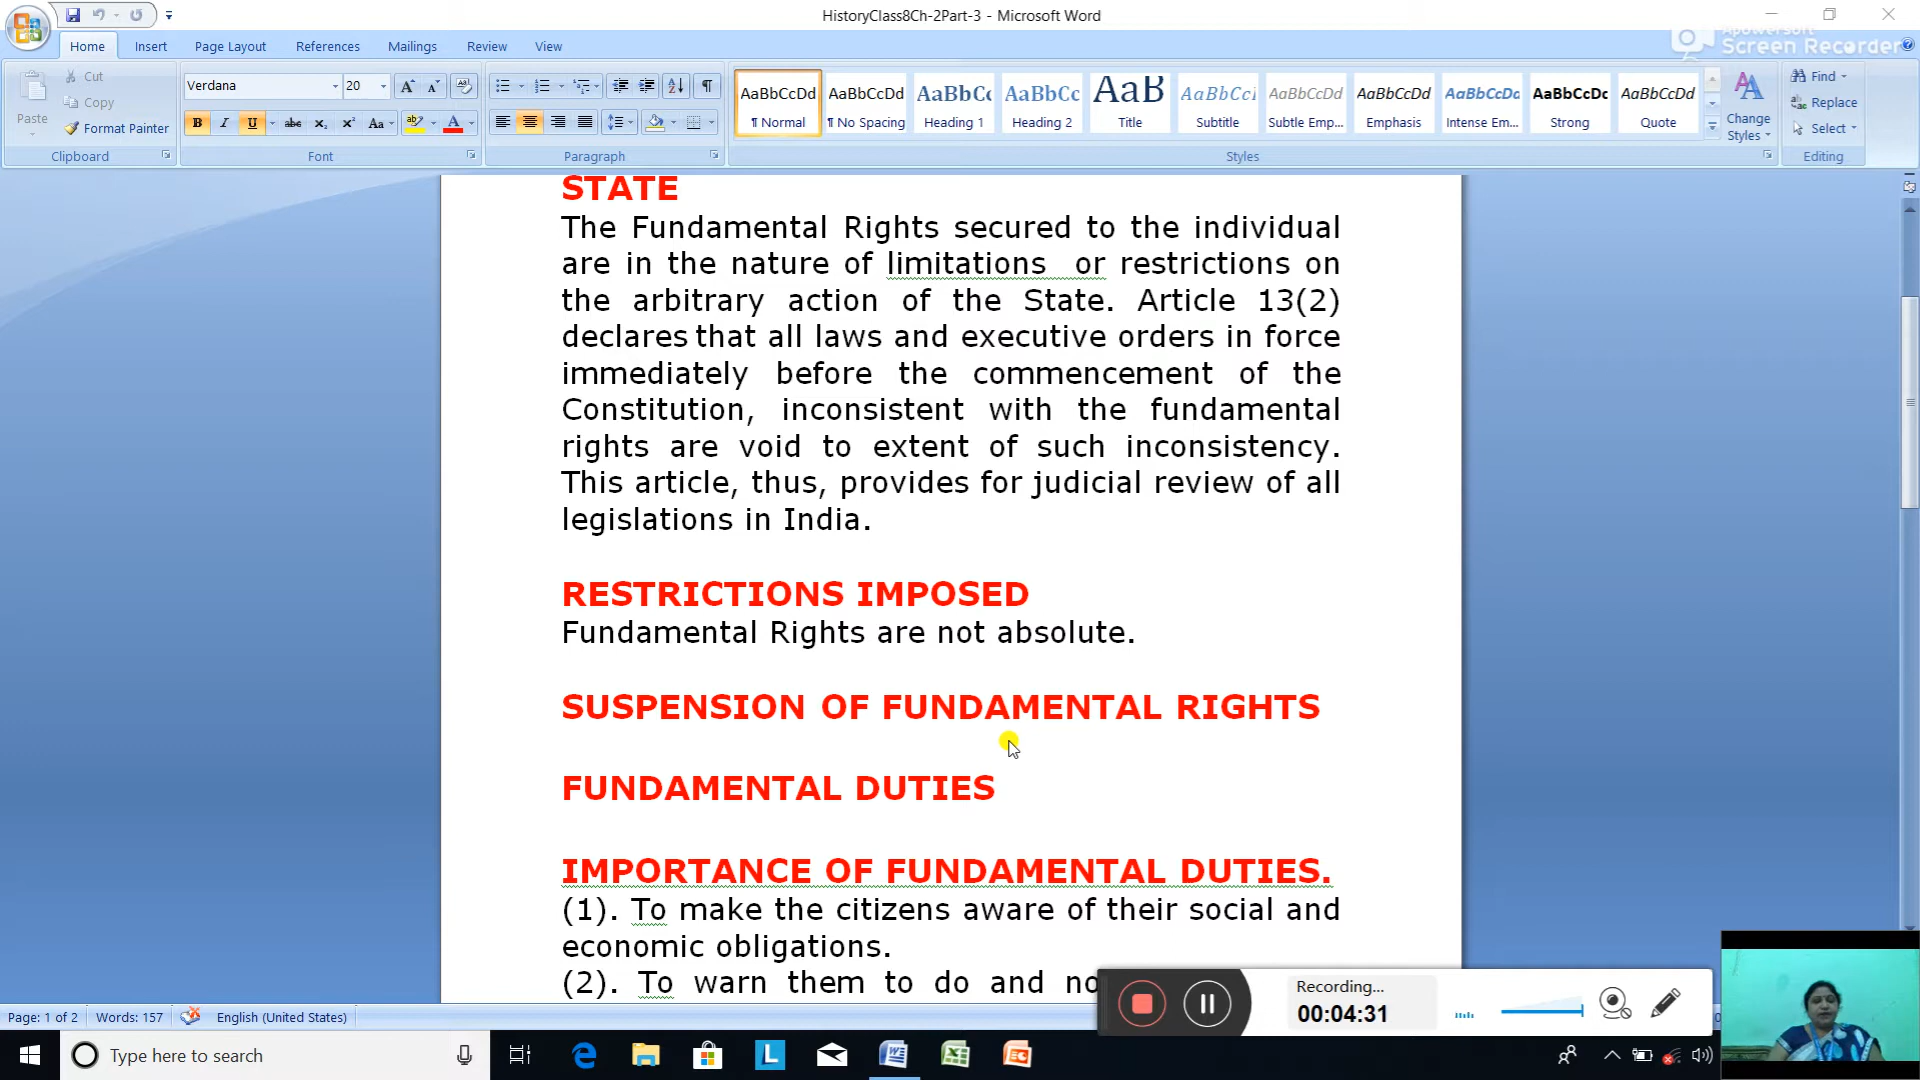 HistoryClass8Ch-2Part-3 - Microsoft Word
Apowersoft
Screen Recorder
Home Insert Page Layout References Mailings Review View
Cut
Copy
Paste
Format Painter
Clipboard
Verdana 20
Font
Paragraph
AaBbCcDd AaBbCcDd AaBbCc AaBbCc AaB AaBbCcI AaBbCcDd AaBbCcDd AaBbCcDd AaBbCcDc AaBbCcDd
¶ Normal ¶ No Spacing Heading 1 Heading 2 Title Subtitle Subtle Emp... Emphasis Intense Em... Strong Quote
Change
Styles
Styles
Find
Replace
Select
Editing
STATE
The Fundamental Rights secured to the individual
are in the nature of limitations or restrictions on
the arbitrary action of the State. Article 13(2)
declares that all laws and executive orders in force
immediately before the commencement of the
Constitution, inconsistent with the fundamental
rights are void to extent of such inconsistency.
This article, thus, provides for judicial review of all
legislations in India.
RESTRICTIONS IMPOSED
Fundamental Rights are not absolute.
SUSPENSION OF FUNDAMENTAL RIGHTS
FUNDAMENTAL DUTIES
IMPORTANCE OF FUNDAMENTAL DUTIES.
(1). To make the citizens aware of their social and
economic obligations.
(2). To warn them to do and
Recording...
00:04:31
Page: 1 of 2 Words: 157 English (United States)
Type here to search